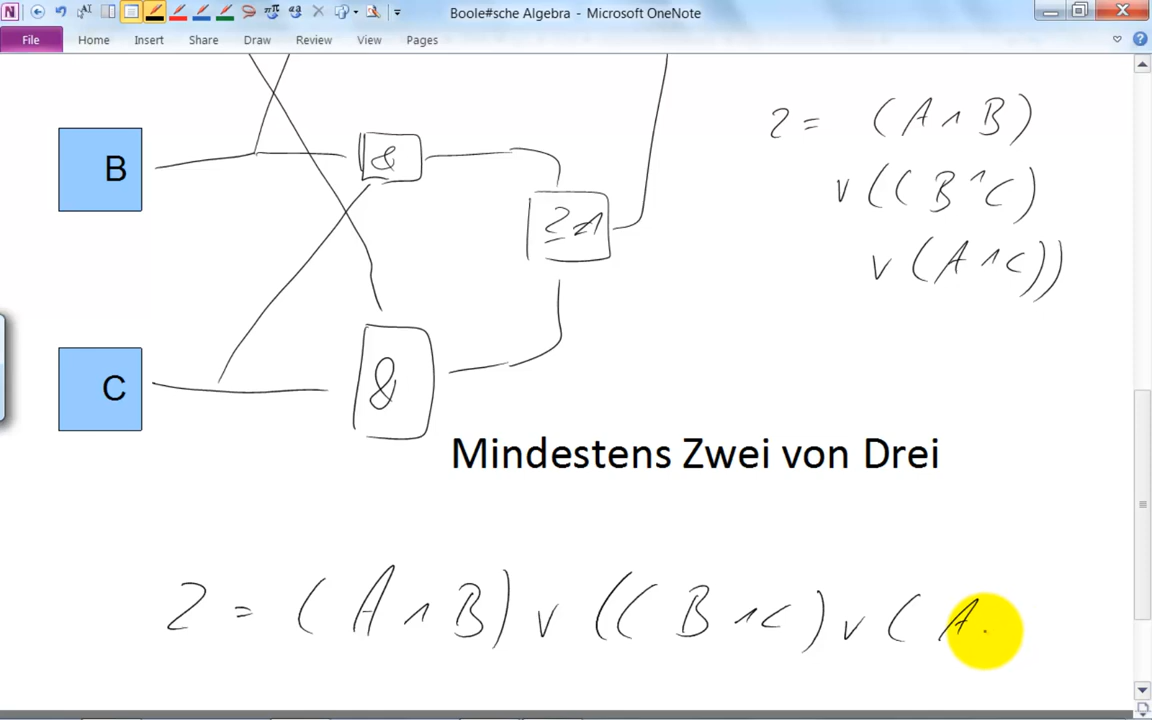 Boole#sche Algebra - Microsoft OneNote
File Home Insert Share Draw Review View Pages
Z = (A ∧ B)
∨ ((B ∧ C)
∨ (A ∧ C))
B
&
≥1
C
&
Mindestens Zwei von Drei
Z = (A ∧ B) ∨ ((B ∧ C) ∨ (A